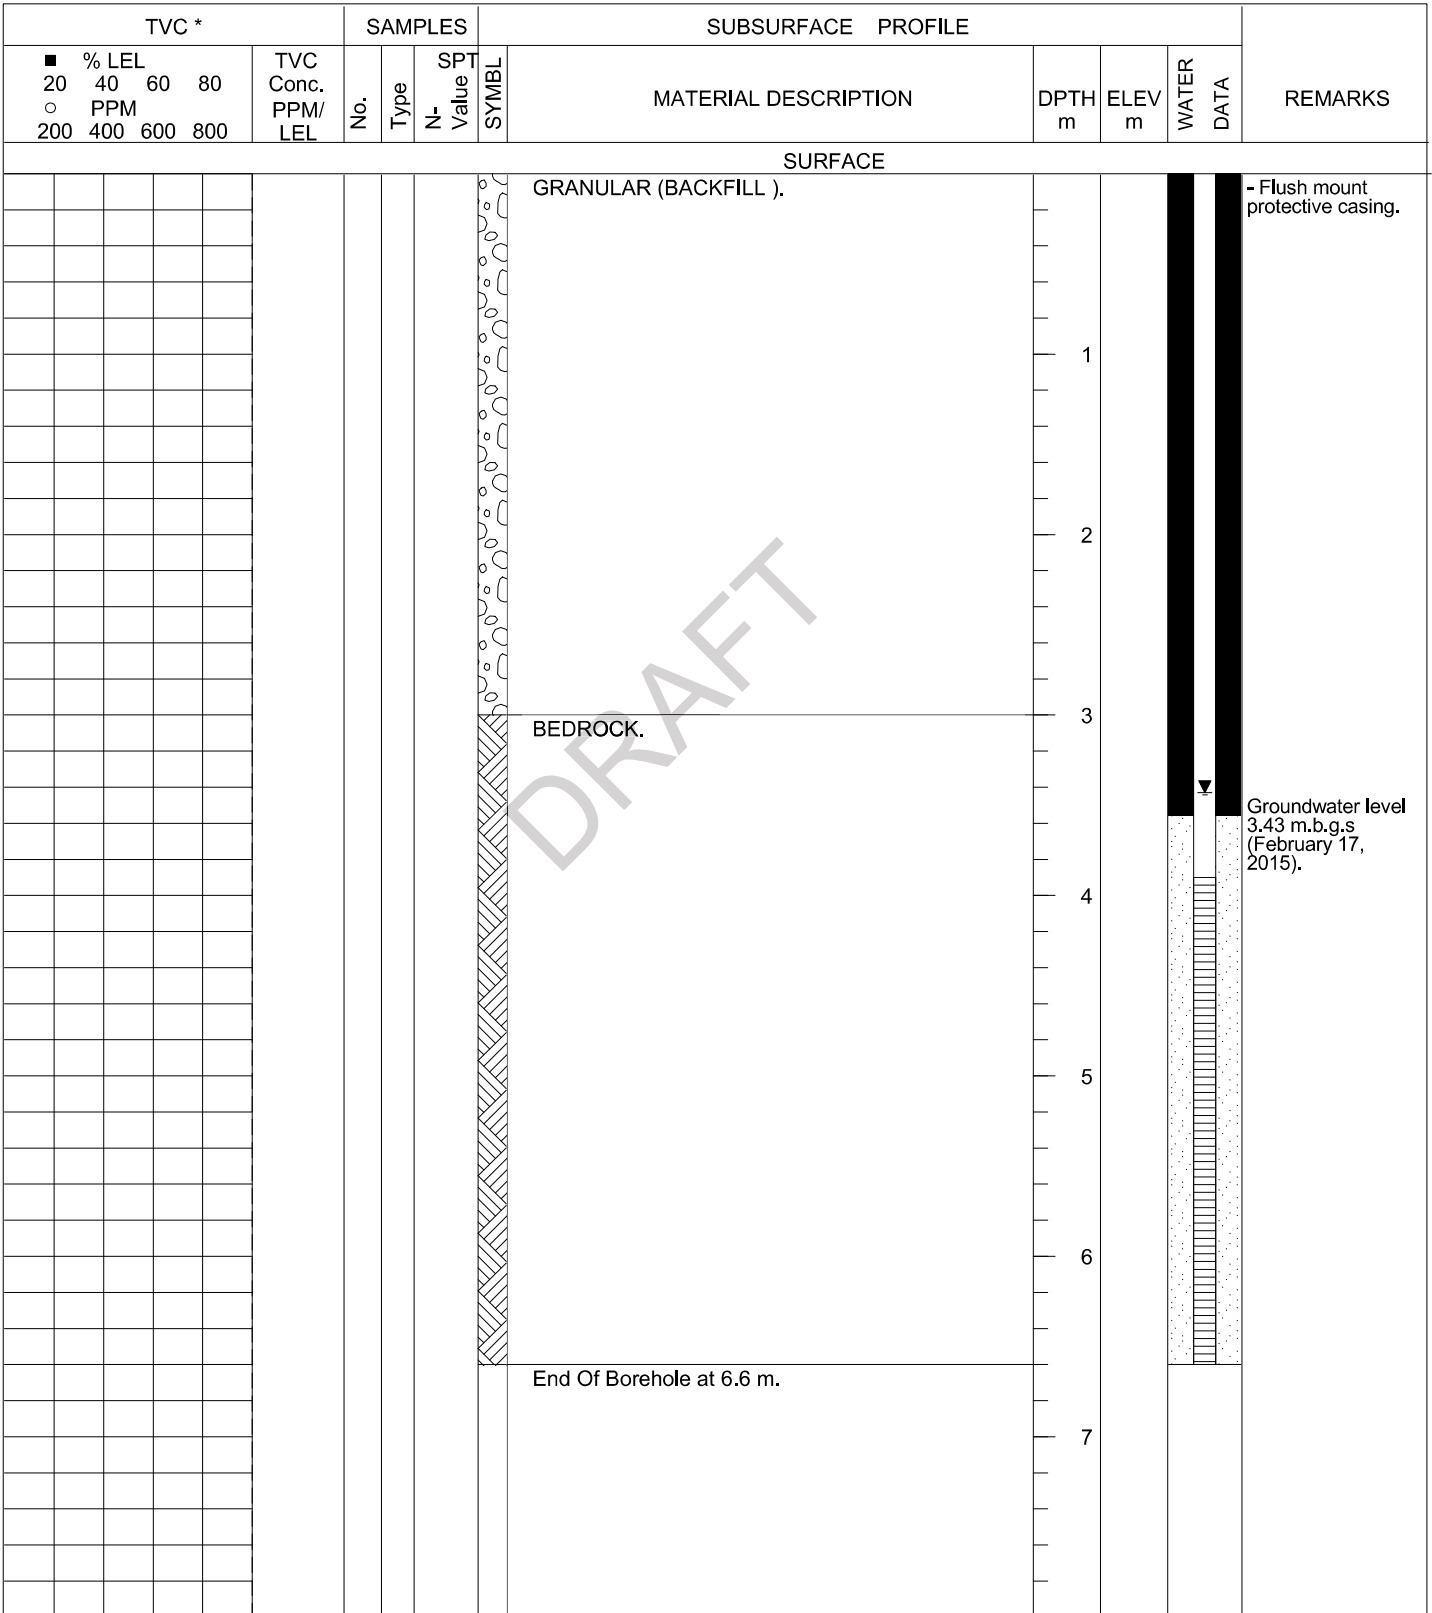 TVC *
SAMPLES
SUBSURFACE PROFILE
■ % LEL
20 40 60 80
○ PPM
200 400 600 800
TVC
Conc.
PPM/
LEL
No.
Type
SPT
N-
Value
SYMBL
MATERIAL DESCRIPTION
DPTH
m
ELEV
m
WATER
DATA
REMARKS
SURFACE
GRANULAR (BACKFILL ).
- Flush mount
protective casing.
1
2
DRAFT
3
BEDROCK.
Groundwater level
3.43 m.b.g.s
(February 17,
2015).
4
5
6
End Of Borehole at 6.6 m.
7